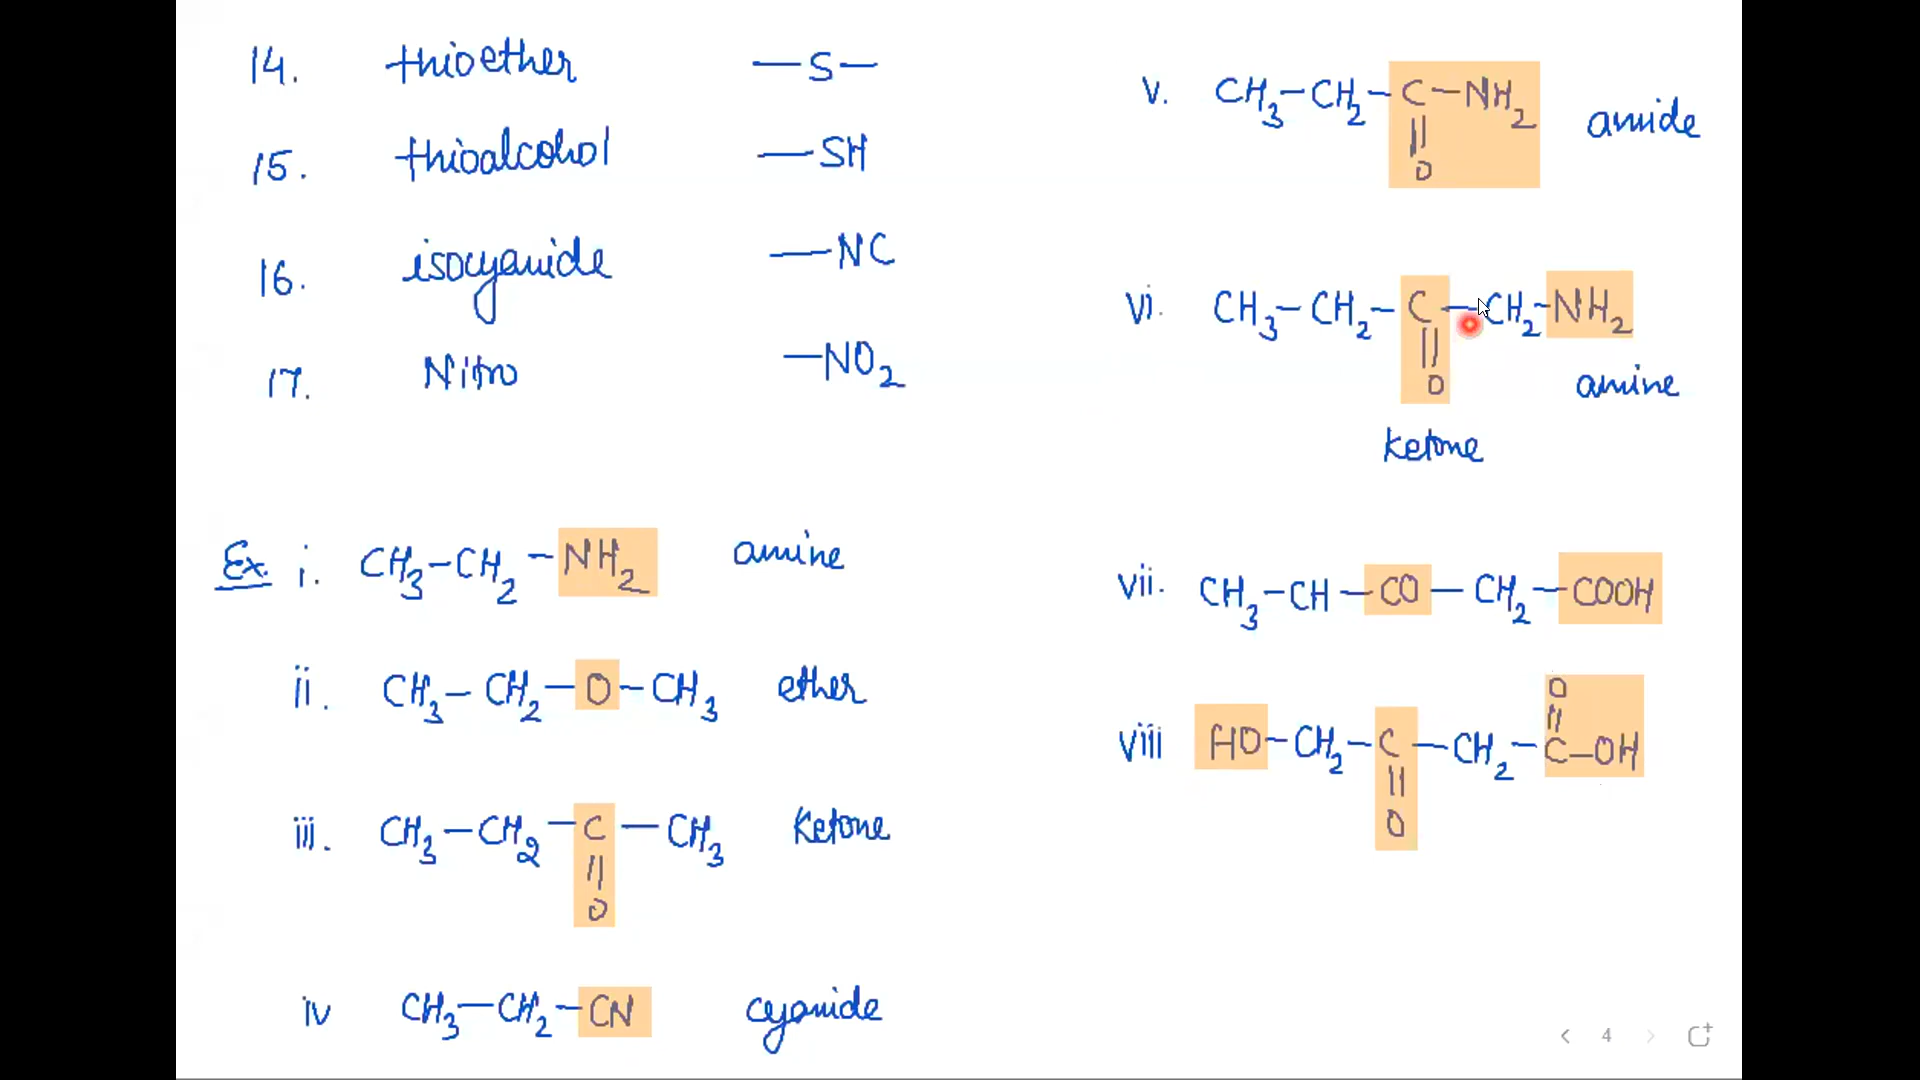 14. thioether —S—
15. thioalcohol —SH
16. isocyanide —NC
17. Nitro —NO2
Ex. i. CH3–CH2–NH2 amine
ii. CH3–CH2–O–CH3 ether
iii. CH3–CH2–C–CH3 Ketone
||
O
iv CH3–CH2–CN cyanide
v. CH3–CH2–C–NH2 amide
||
O
vi. CH3–CH2–C–CH2–NH2
||
O
amine
ketone
vii. CH3–CH–CO–CH2–COOH
O
||
viii HO–CH2–C–CH2–C–OH
||
O
4